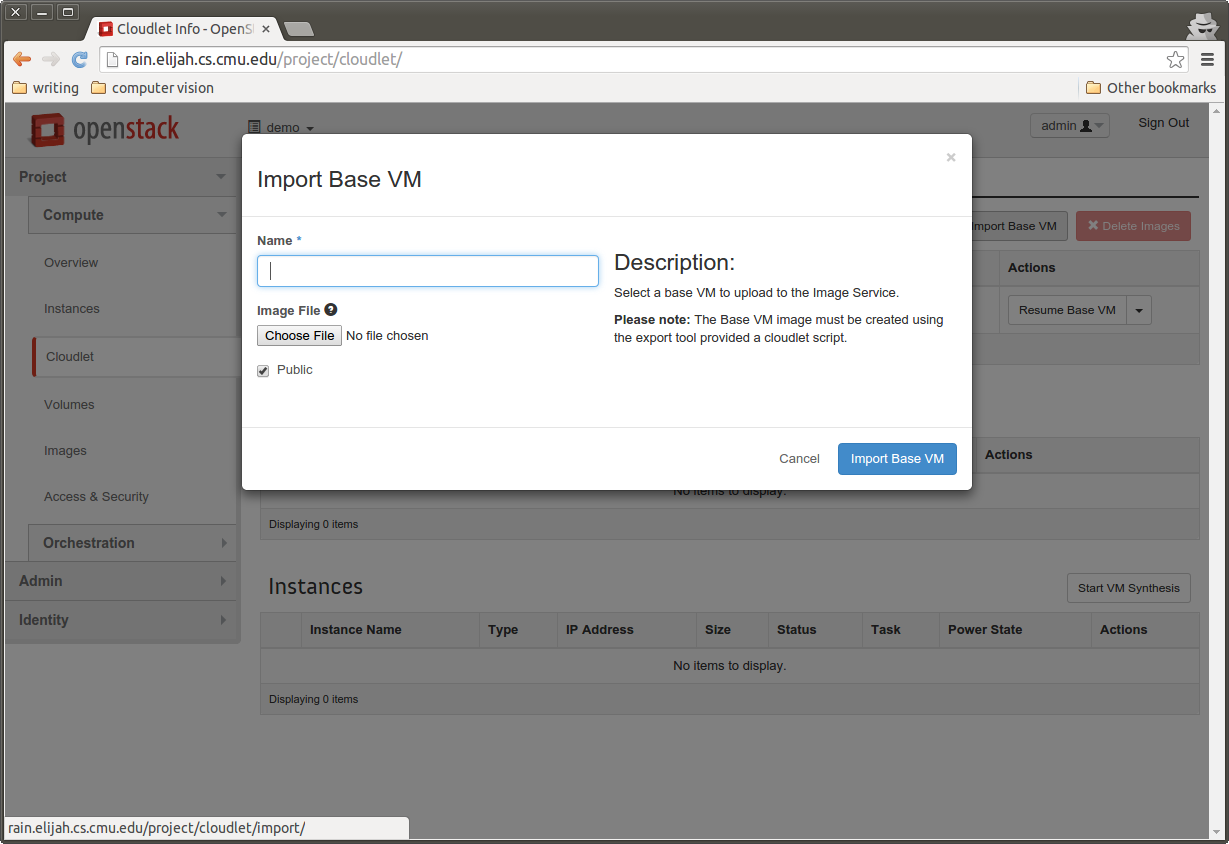 Cloudlet Info - OpenS
rain.elijah.cs.cmu.edu/project/cloudlet/
writing computer vision Other bookmarks
openstack demo admin Sign Out
Project
Compute
Overview
Instances
Cloudlet
Volumes
Images
Access & Security
Orchestration
Admin
Identity
Import Base VM
Name *
Image File
Choose File No file chosen
Public
Description:
Select a base VM to upload to the Image Service.
Please note: The Base VM image must be created using
the export tool provided a cloudlet script.
Cancel Import Base VM
Import Base VM Delete Images
Actions
Resume Base VM
Actions
No items to display.
Displaying 0 items
Instances Start VM Synthesis
Instance Name Type IP Address Size Status Task Power State Actions
No items to display.
Displaying 0 items
rain.elijah.cs.cmu.edu/project/cloudlet/import/